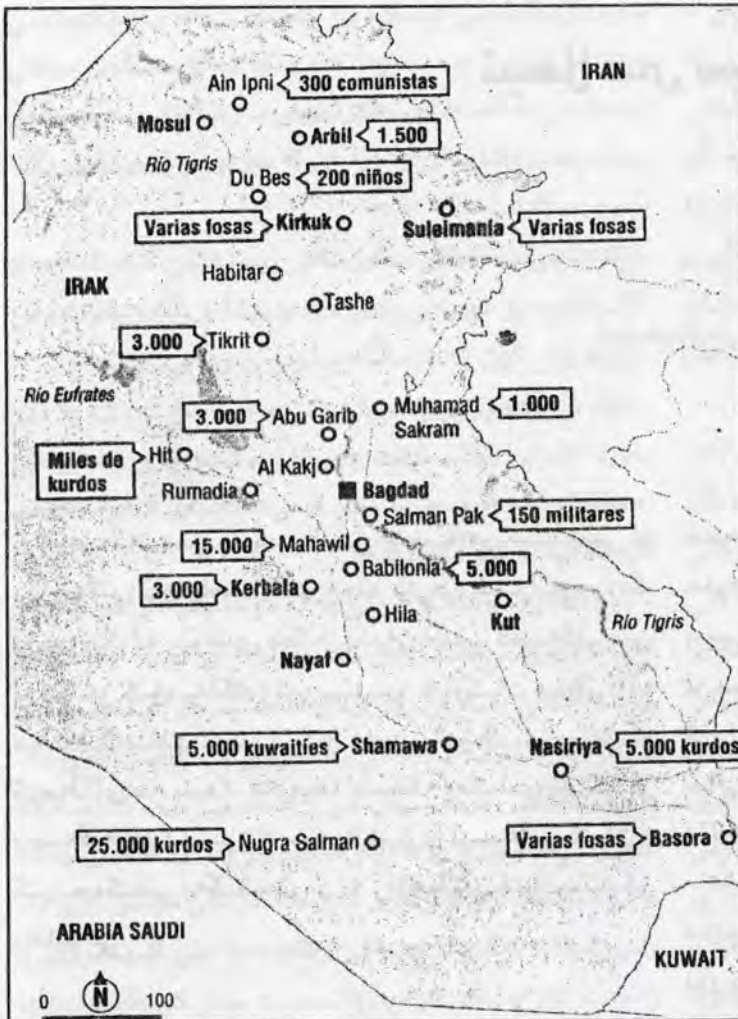 Ain Ipni
300 comunistas
IRAN
Mosul
Arbil
1.500
Río Tigris
Du Bes
200 niños
Varias fosas
Kirkuk
Suleimanía
Varias fosas
IRAK
Habitar
Tashe
3.000
Tikrit
Río Eufrates
3.000
Abu Garib
Muhamad
Sakram
1.000
Miles de
kurdos
Hit
Al Kakj
Rumadia
Bagdad
Salman Pak
150 militares
15.000
Mahawil
Babilonia
5.000
3.000
Kerbala
Hila
Kut
Río Tigris
Nayaf
5.000 kuwaitíes
Shamawa
Nasiriya
5.000 kurdos
25.000 kurdos
Nugra Salman
Varias fosas
Basora
ARABIA SAUDI
KUWAIT
N
0 100